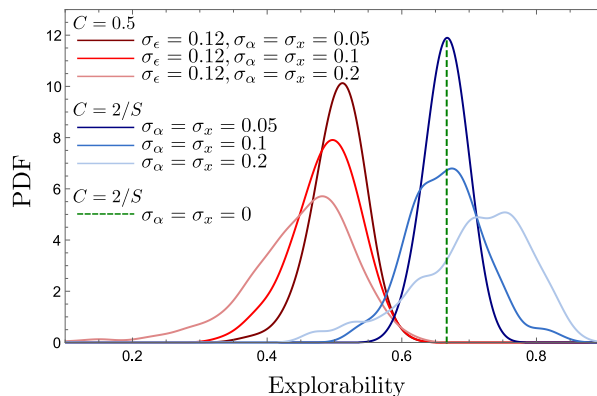 C = 0.5
σ_ϵ = 0.12, σ_α = σ_x = 0.05
σ_ϵ = 0.12, σ_α = σ_x = 0.1
σ_ϵ = 0.12, σ_α = σ_x = 0.2
C = 2/S
σ_α = σ_x = 0.05
σ_α = σ_x = 0.1
σ_α = σ_x = 0.2
C = 2/S
σ_α = σ_x = 0
PDF
12
10
8
6
4
2
0
0.2 0.4 0.6 0.8
Explorability